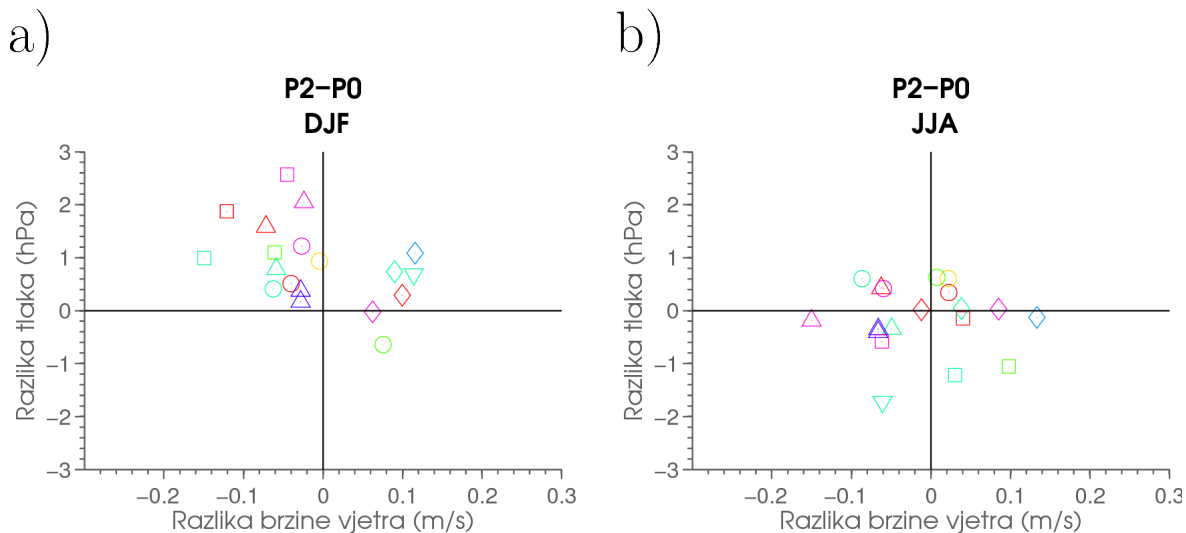 a)
P2–P0
DJF
Razlika tlaka (hPa)
3
2
1
0
−1
−2
−3
−0.2
−0.1
0
0.1
0.2
0.3
Razlika brzine vjetra (m/s)
b)
P2–P0
JJA
Razlika tlaka (hPa)
3
2
1
0
−1
−2
−3
−0.2
−0.1
0
0.1
0.2
0.3
Razlika brzine vjetra (m/s)